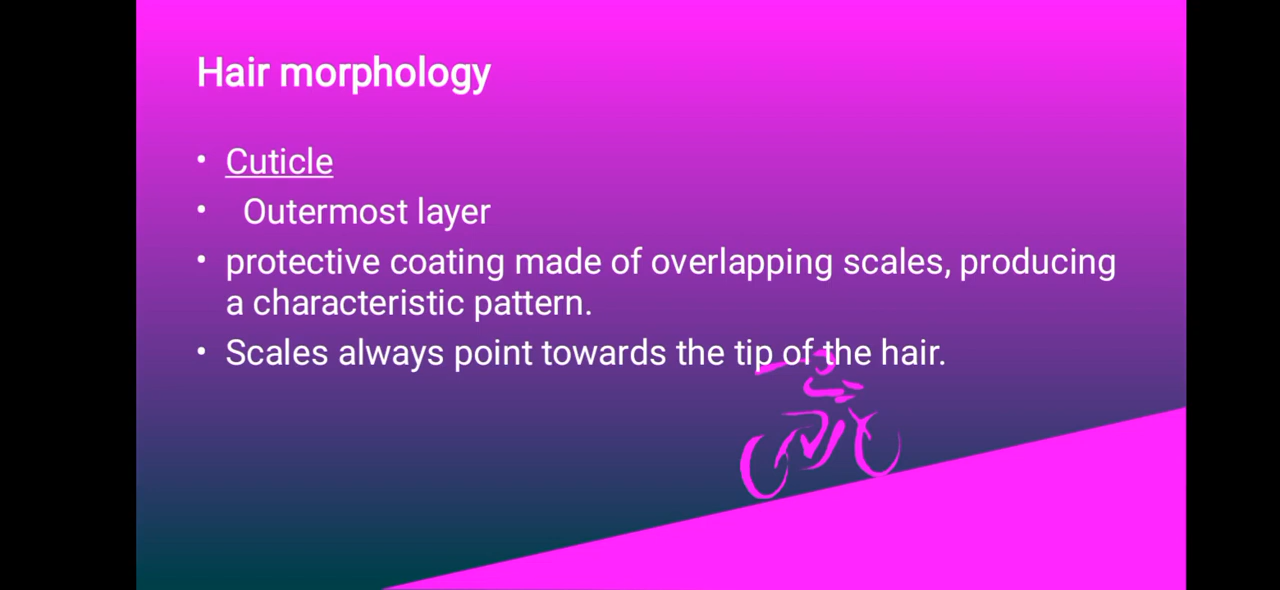 Hair morphology
• Cuticle
• Outermost layer
• protective coating made of overlapping scales, producing
a characteristic pattern.
• Scales always point towards the tip of the hair.